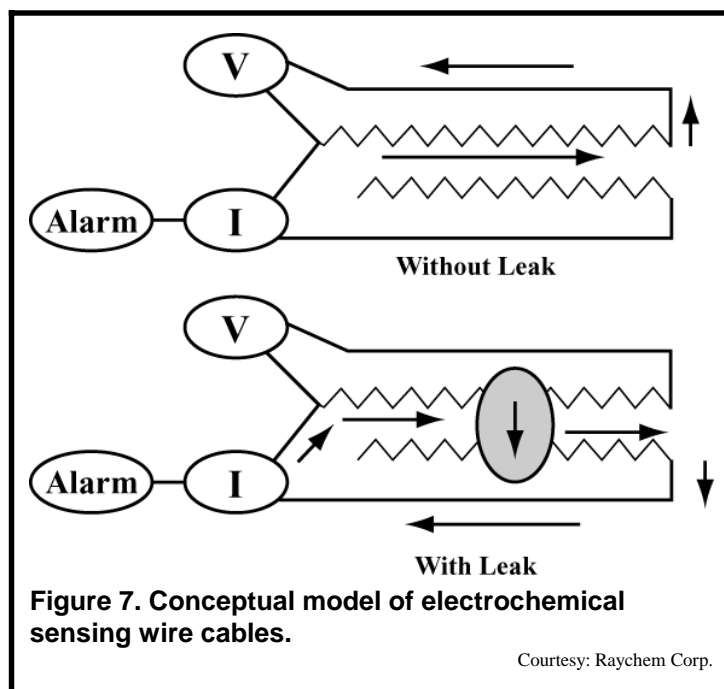 V
Alarm
I
Without Leak
V
Alarm
I
With Leak
Figure 7. Conceptual model of electrochemical
sensing wire cables.
Courtesy: Raychem Corp.